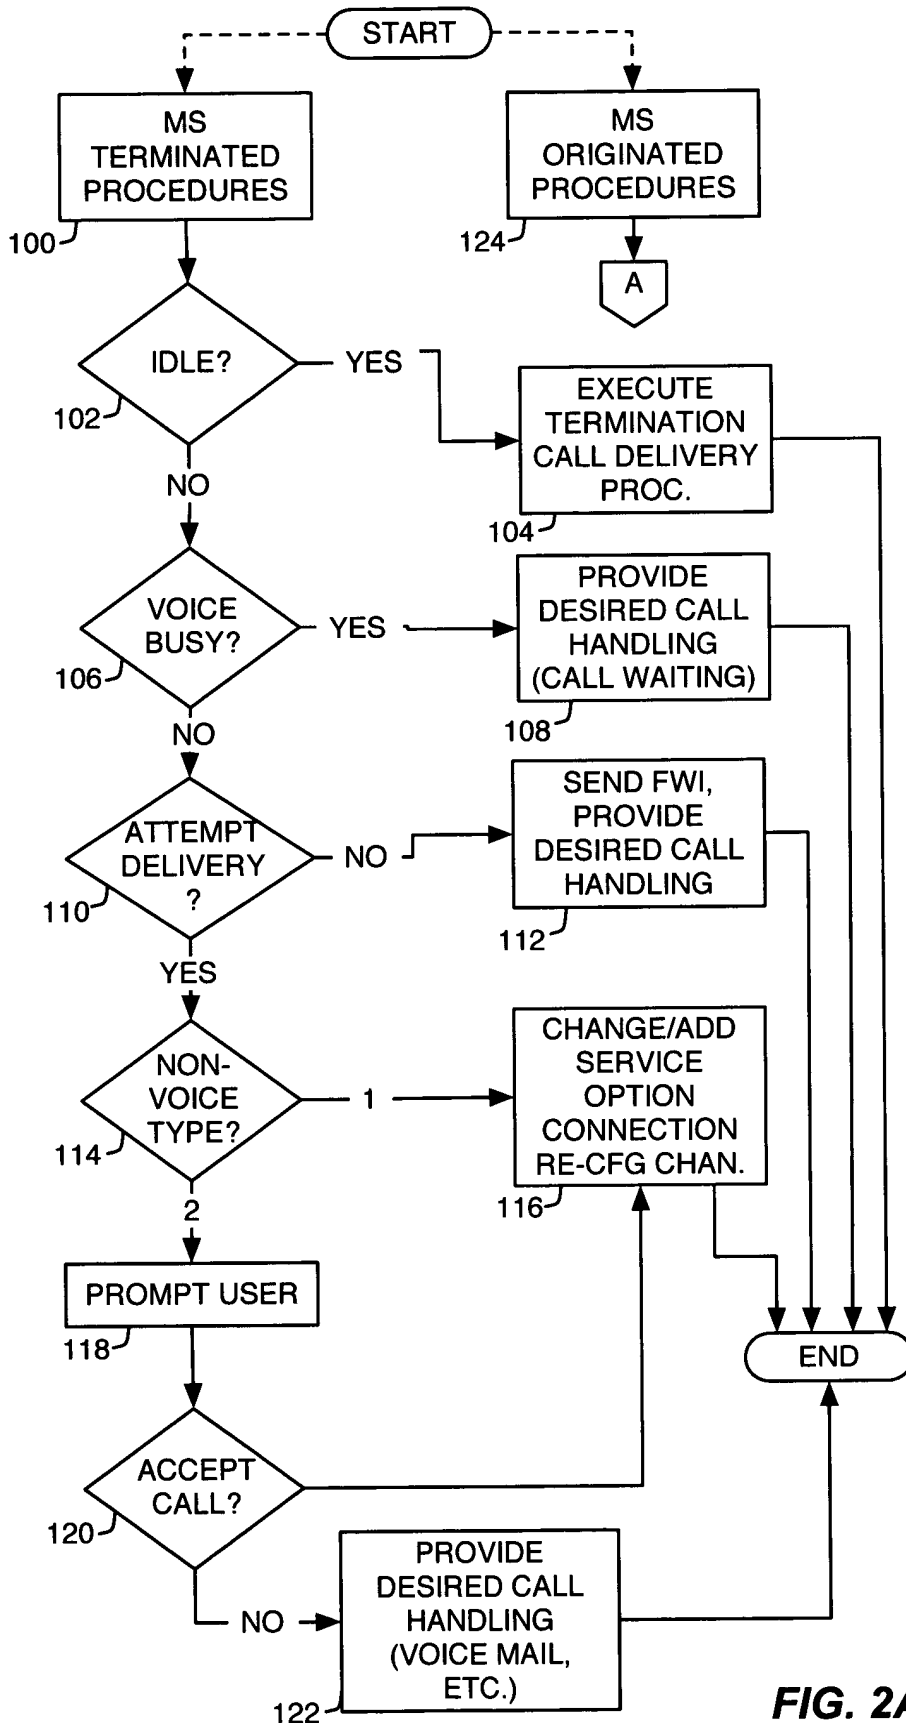 START
MS
TERMINATED
PROCEDURES
100
MS
ORIGINATED
PROCEDURES
124
A
IDLE?
102
YES
EXECUTE
TERMINATION
CALL DELIVERY
PROC.
104
NO
VOICE
BUSY?
106
YES
PROVIDE
DESIRED CALL
HANDLING
(CALL WAITING)
108
NO
ATTEMPT
DELIVERY
?
110
NO
SEND FWI,
PROVIDE
DESIRED CALL
HANDLING
112
YES
NON-
VOICE
TYPE?
114
1
CHANGE/ADD
SERVICE
OPTION
CONNECTION
RE-CFG CHAN.
116
2
PROMPT USER
118
END
ACCEPT
CALL?
120
NO
PROVIDE
DESIRED CALL
HANDLING
(VOICE MAIL,
ETC.)
122
FIG. 2A